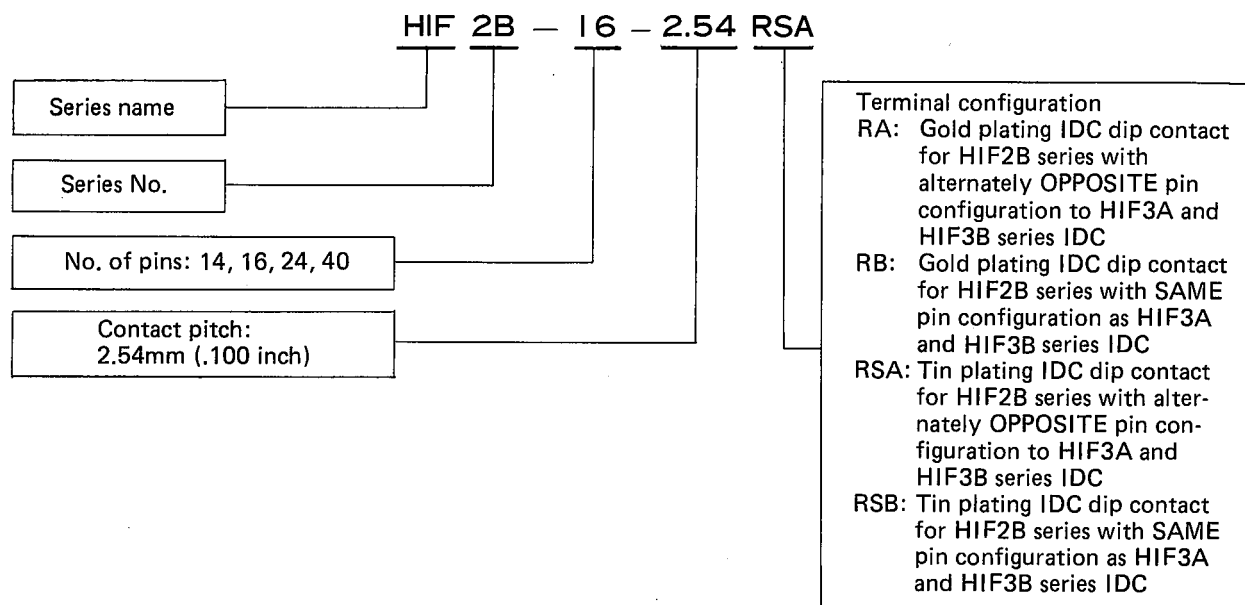 HIF 2B – 16 – 2.54 RSA
Series name
Series No.
No. of pins: 14, 16, 24, 40
Contact pitch:
2.54mm (.100 inch)
Terminal configuration
RA: Gold plating IDC dip contact
for HIF2B series with
alternately OPPOSITE pin
configuration to HIF3A and
HIF3B series IDC
RB: Gold plating IDC dip contact
for HIF2B series with SAME
pin configuration as HIF3A
and HIF3B series IDC
RSA: Tin plating IDC dip contact
for HIF2B series with alter-
nately OPPOSITE pin con-
figuration to HIF3A and
HIF3B series IDC
RSB: Tin plating IDC dip contact
for HIF2B series with SAME
pin configuration as HIF3A
and HIF3B series IDC